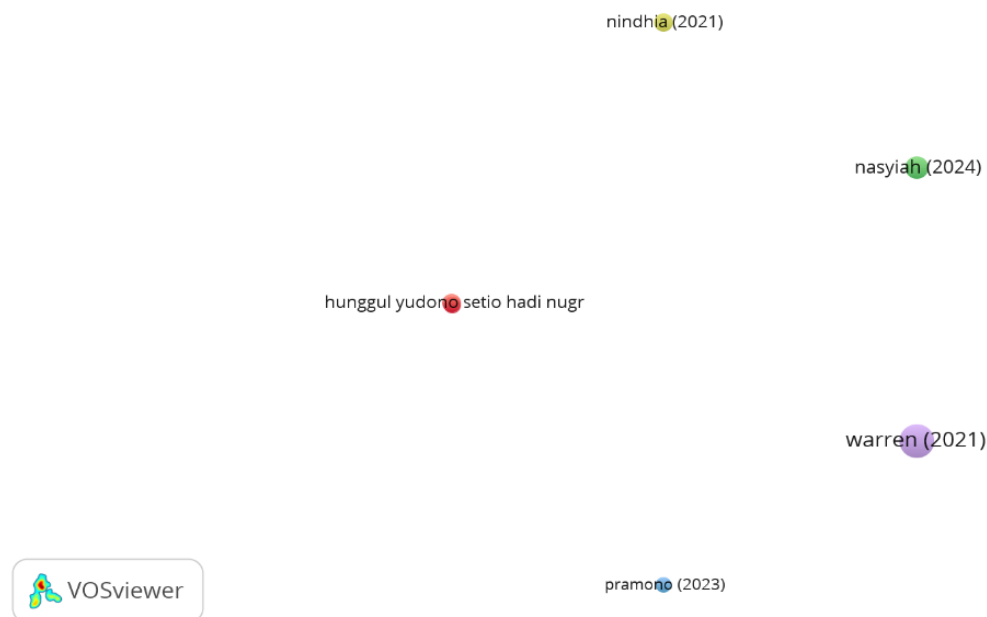 nindhia (2021)
nasyiah (2024)
hunggul yudono setio hadi nugr
warren (2021)
pramono (2023)
VOSviewer